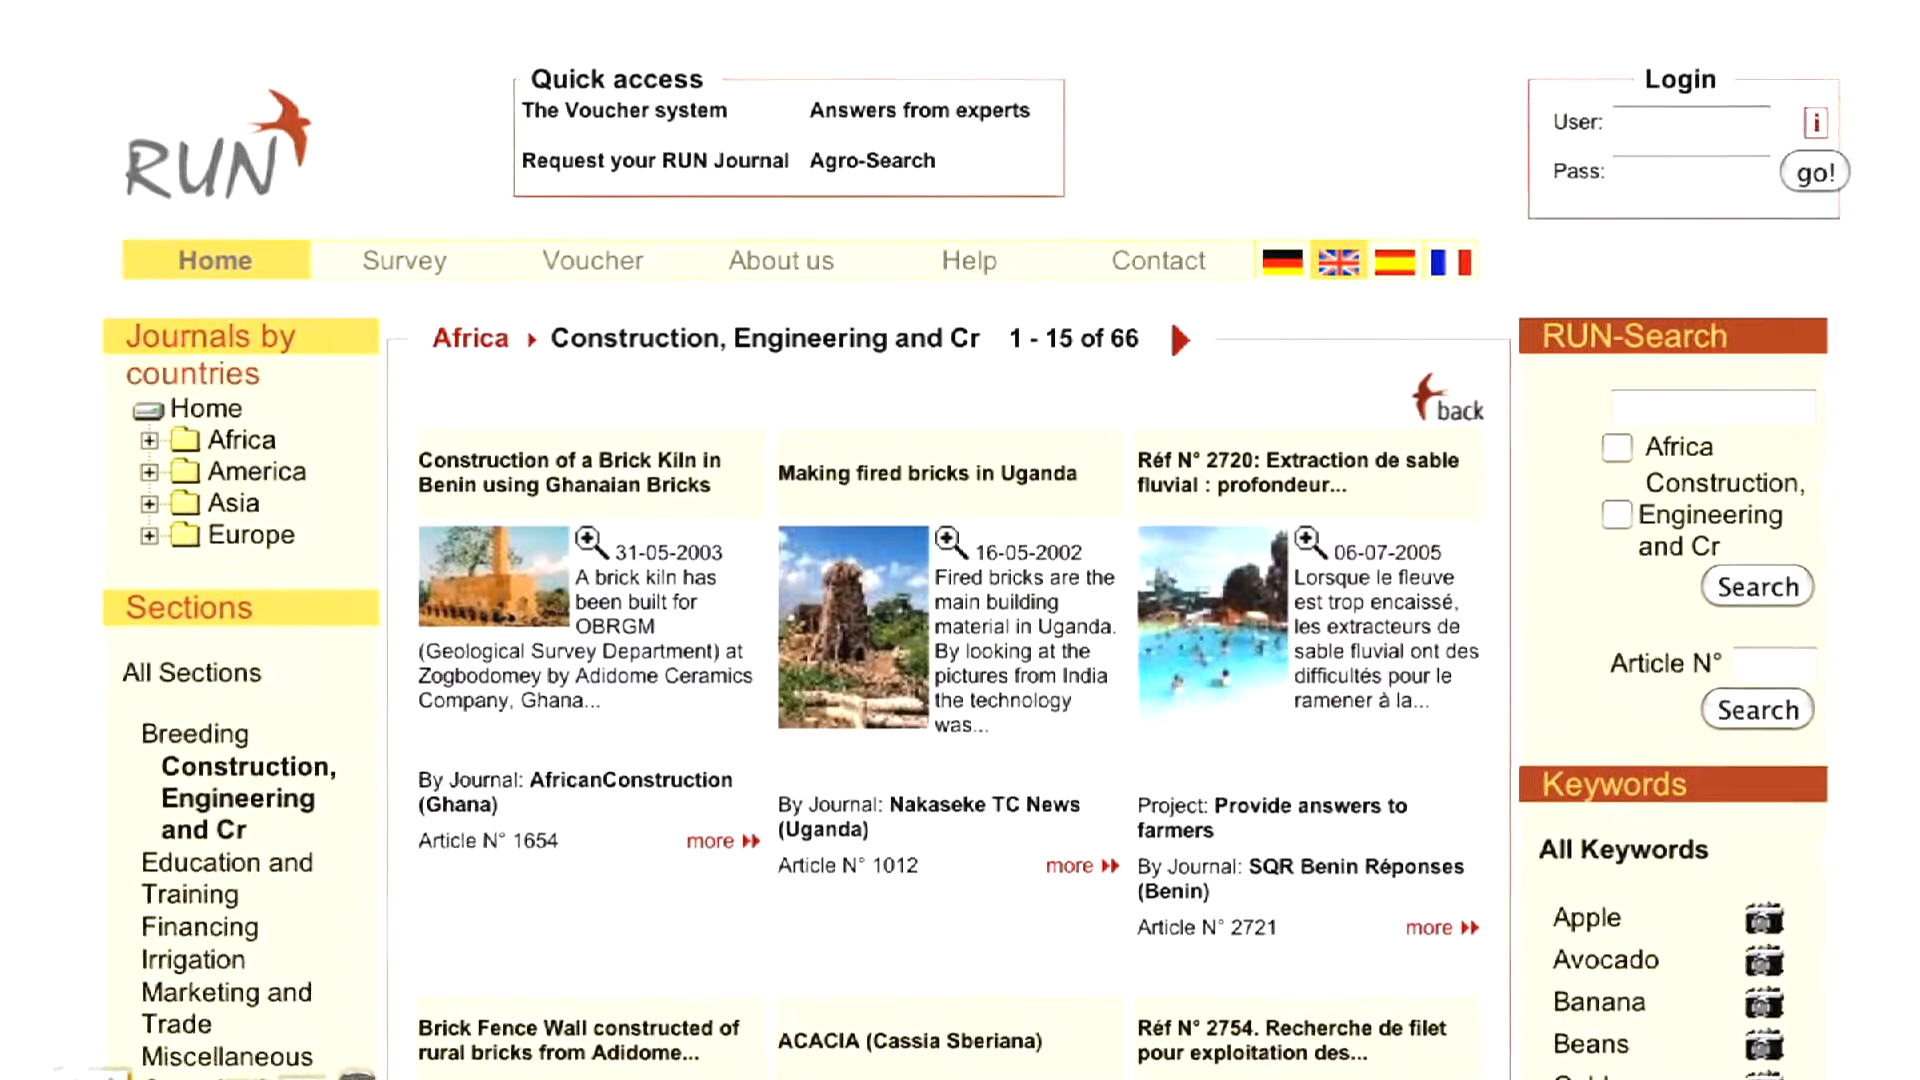 RUN
Quick access
The Voucher system
Answers from experts
Request your RUN Journal
Agro-Search
Login
User:
i
Pass:
go!
Home
Survey
Voucher
About us
Help
Contact
Journals by
countries
Home
Africa
America
Asia
Europe
Sections
All Sections
Breeding
Construction,
Engineering
and Cr
Education and
Training
Financing
Irrigation
Marketing and
Trade
Miscellaneous
Africa Construction, Engineering and Cr 1 - 15 of 66
back
Construction of a Brick Kiln in
Benin using Ghanaian Bricks
31-05-2003
A brick kiln has
been built for
OBRGM
(Geological Survey Department) at
Zogbodomey by Adidome Ceramics
Company, Ghana...
By Journal: AfricanConstruction
(Ghana)
Article N° 1654
more
Making fired bricks in Uganda
16-05-2002
Fired bricks are the
main building
material in Uganda.
By looking at the
pictures from India
the technology
was...
By Journal: Nakaseke TC News
(Uganda)
Article N° 1012
more
Réf N° 2720: Extraction de sable
fluvial : profondeur...
06-07-2005
Lorsque le fleuve
est trop encaissé,
les extracteurs de
sable fluvial ont des
difficultés pour le
ramener à la...
Project: Provide answers to
farmers
By Journal: SQR Benin Réponses
(Benin)
Article N° 2721
more
Brick Fence Wall constructed of
rural bricks from Adidome...
ACACIA (Cassia Sberiana)
Réf N° 2754. Recherche de filet
pour exploitation des...
RUN-Search
Africa
Construction,
Engineering
and Cr
Search
Article N°
Search
Keywords
All Keywords
Apple
Avocado
Banana
Beans